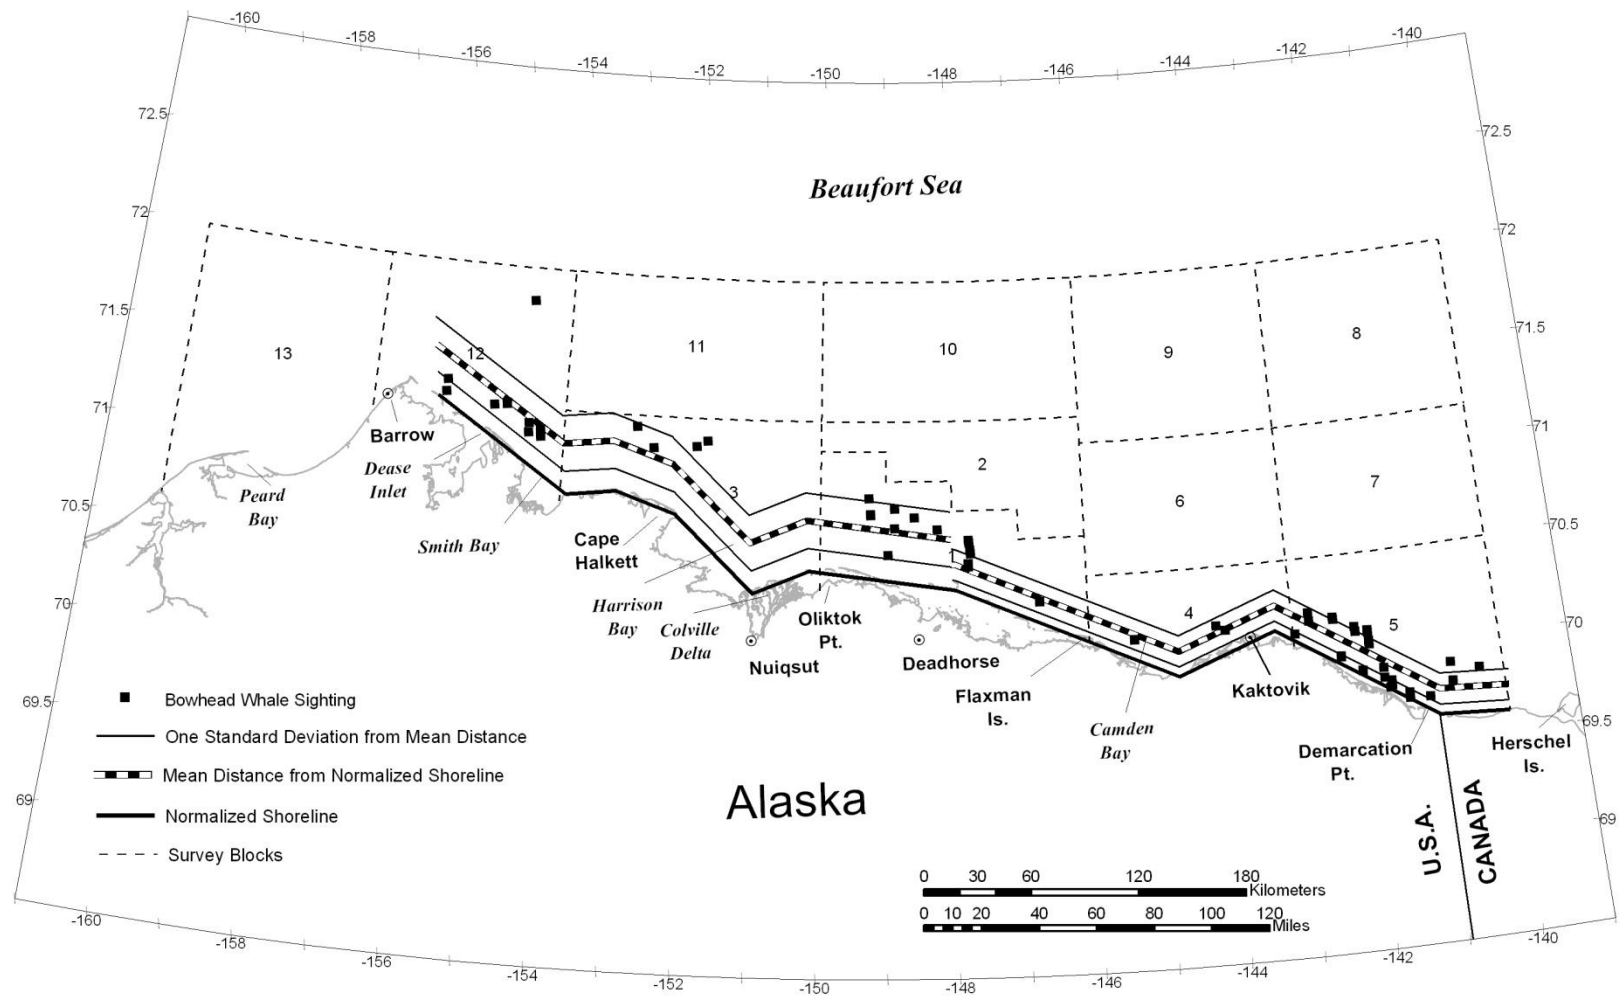 -160
-158
-156
-154
-152
-150
-148
-146
-144
-142
-140
72.5
72.5
Beaufort Sea
72
72
71.5
71.5
13
12
11
10
9
8
71
71
Barrow
Dease
Inlet
Peard
Bay
Smith Bay
Cape
Halkett
3
2
6
7
70.5
70.5
Harrison
Bay
Colville
Delta
Oliktok
Pt.
Nuiqsut
Deadhorse
Flaxman
Is.
4
5
Camden
Bay
Kaktovik
Demarcation
Pt.
Herschel
Is.
70
70
69.5
69.5
Bowhead Whale Sighting
One Standard Deviation from Mean Distance
Mean Distance from Normalized Shoreline
Normalized Shoreline
Survey Blocks
Alaska
U.S.A.
CANADA
69
69
0 30 60 120 180
Kilometers
0 10 20 40 60 80 100 120
Miles
-160
-158
-156
-154
-152
-150
-148
-146
-144
-142
-140